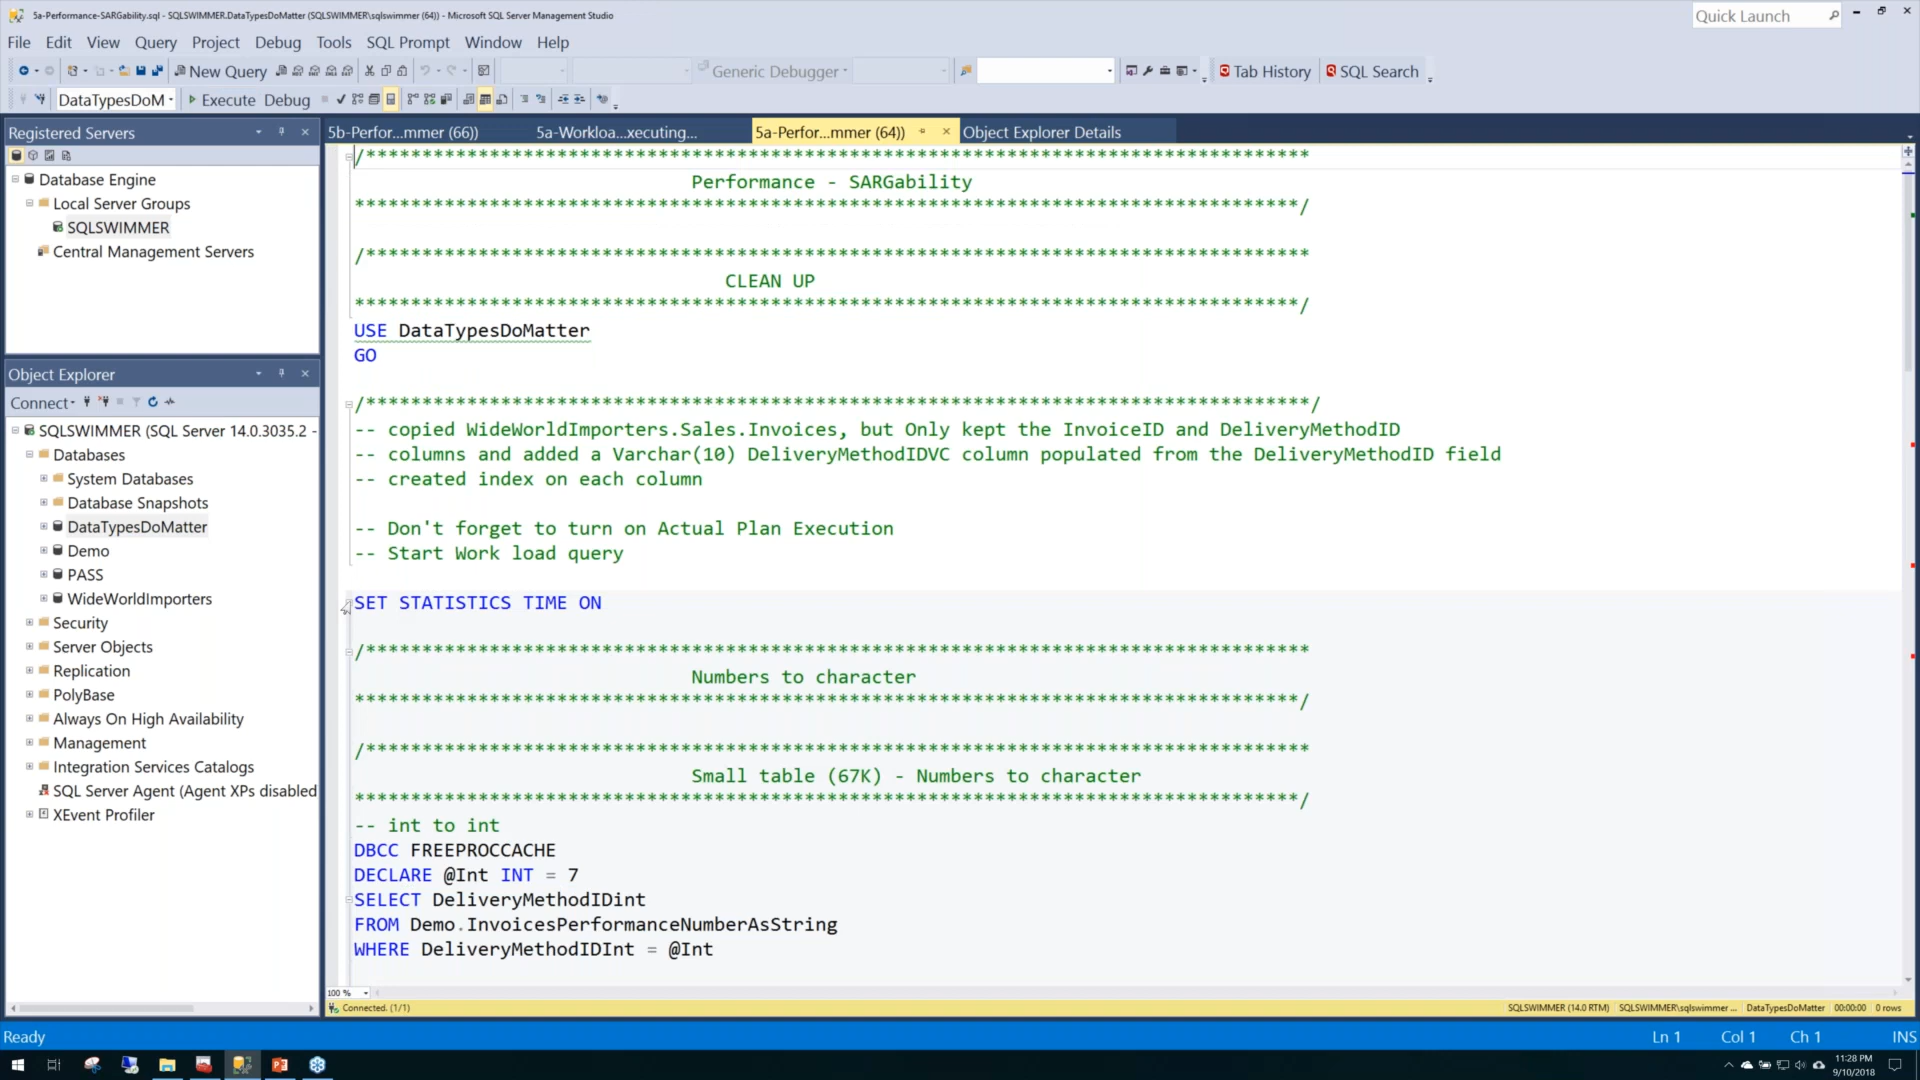 5a-Performance-SARGability.sql - SQLSWIMMER.DataTypesDoMatter (SQLSWIMMER\sqlswimmer (64)) - Microsoft SQL Server Management Studio
Quick Launch
File Edit View Query Project Debug Tools SQL Prompt Window Help
New Query
Generic Debugger
Tab History
SQL Search
DataTypesDoM
Execute Debug
Registered Servers
Database Engine
Local Server Groups
SQLSWIMMER
Central Management Servers
Object Explorer
Connect
SQLSWIMMER (SQL Server 14.0.3035.2 -
Databases
System Databases
Database Snapshots
DataTypesDoMatter
Demo
PASS
WideWorldImporters
Security
Server Objects
Replication
PolyBase
Always On High Availability
Management
Integration Services Catalogs
SQL Server Agent (Agent XPs disabled
XEvent Profiler
5b-Perfor...mmer (66))
5a-Workloa...xecuting...
5a-Perfor...mmer (64))
Object Explorer Details
/************************************************************************************
Performance - SARGability
************************************************************************************/
/************************************************************************************
CLEAN UP
************************************************************************************/
USE DataTypesDoMatter
GO
/************************************************************************************/
-- copied WideWorldImporters.Sales.Invoices, but Only kept the InvoiceID and DeliveryMethodID
-- columns and added a Varchar(10) DeliveryMethodIDVC column populated from the DeliveryMethodID field
-- created index on each column
-- Don't forget to turn on Actual Plan Execution
-- Start Work load query
SET STATISTICS TIME ON
/************************************************************************************
Numbers to character
************************************************************************************/
/************************************************************************************
Small table (67K) - Numbers to character
************************************************************************************/
-- int to int
DBCC FREEPROCCACHE
DECLARE @Int INT = 7
SELECT DeliveryMethodIDint
FROM Demo.InvoicesPerformanceNumberAsString
WHERE DeliveryMethodIDInt = @Int
100 %
Connected. (1/1)
SQLSWIMMER (14.0 RTM)
SQLSWIMMER\sqlswimmer ...
DataTypesDoMatter
00:00:00
0 rows
Ready
Ln 1
Col 1
Ch 1
INS
11:28 PM
9/10/2018